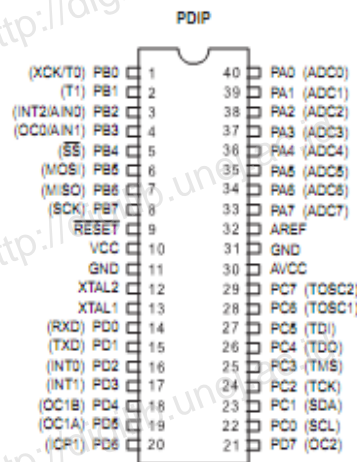 PDIP
(XCK/T0) PB0 1 40 PA0 (ADC0)
(T1) PB1 2 39 PA1 (ADC1)
(INT2/AIN0) PB2 3 38 PA2 (ADC2)
(OC0/AIN1) PB3 4 37 PA3 (ADC3)
(SS) PB4 5 36 PA4 (ADC4)
(MOSI) PB5 6 35 PA5 (ADC5)
(MISO) PB6 7 34 PA6 (ADC6)
(SCK) PB7 8 33 PA7 (ADC7)
RESET 9 32 AREF
VCC 10 31 GND
GND 11 30 AVCC
XTAL2 12 29 PC7 (TOSC2)
XTAL1 13 28 PC6 (TOSC1)
(RXD) PD0 14 27 PC5 (TDI)
(TXD) PD1 15 26 PC4 (TDO)
(INT0) PD2 16 25 PC3 (TMS)
(INT1) PD3 17 24 PC2 (TCK)
(OC1B) PD4 18 23 PC1 (SDA)
(OC1A) PD5 19 22 PC0 (SCL)
(ICP1) PD6 20 21 PD7 (OC2)